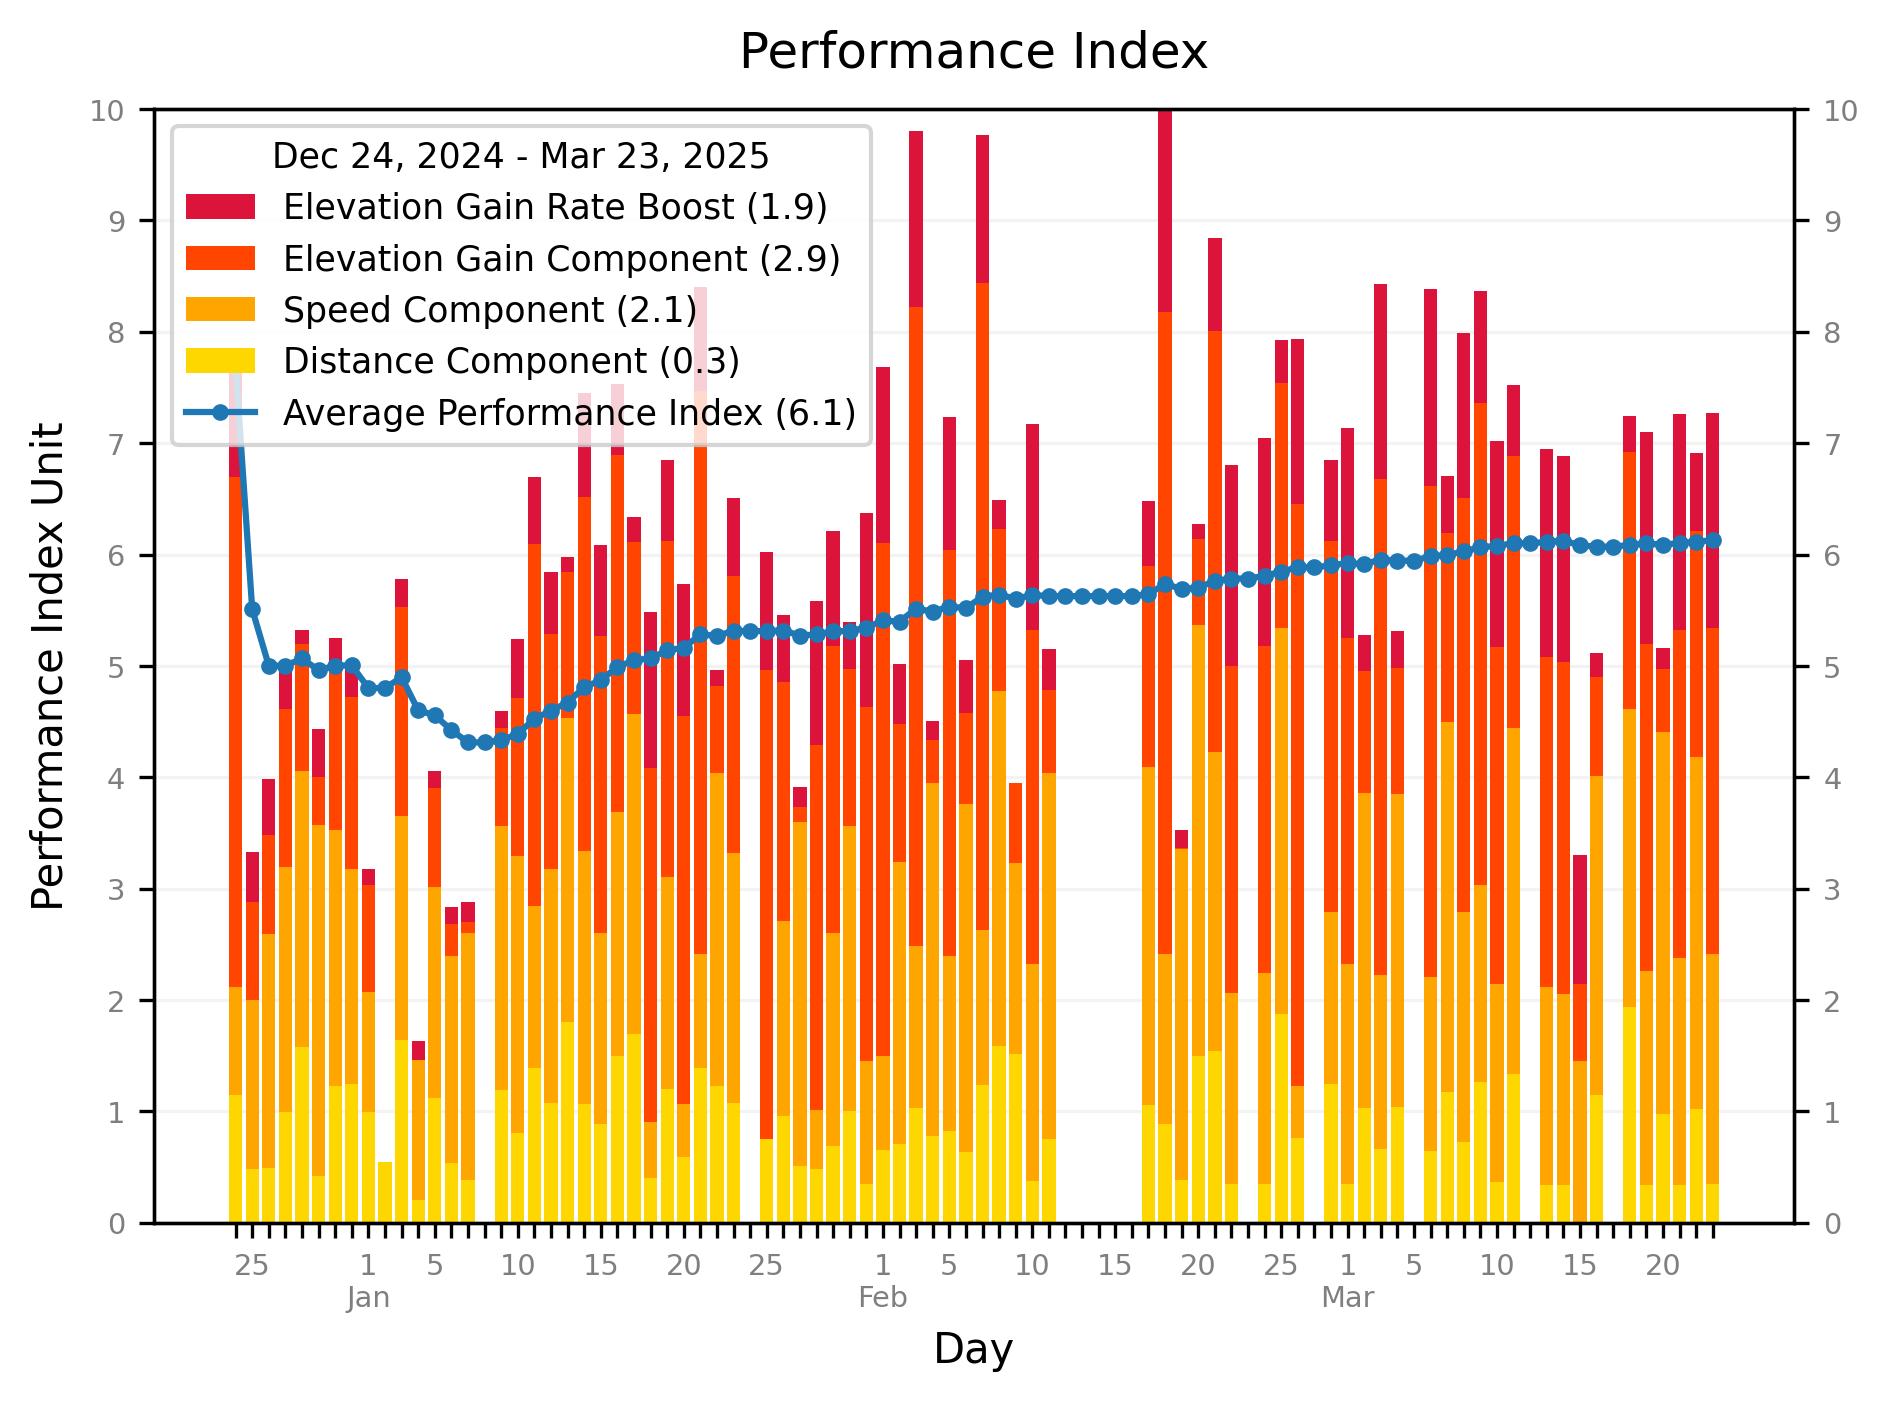 Performance Index
Dec 24, 2024 - Mar 23, 2025
Elevation Gain Rate Boost (1.9)
Elevation Gain Component (2.9)
Speed Component (2.1)
Distance Component (0.3)
Average Performance Index (6.1)
Performance Index Unit
10 10
9 9
8 8
7 7
6 6
5 5
4 4
3 3
2 2
1 1
0 0
25 1 5 10 15 20 25 1 5 10 15 20 25 1 5 10 15 20
Jan Feb Mar
Day